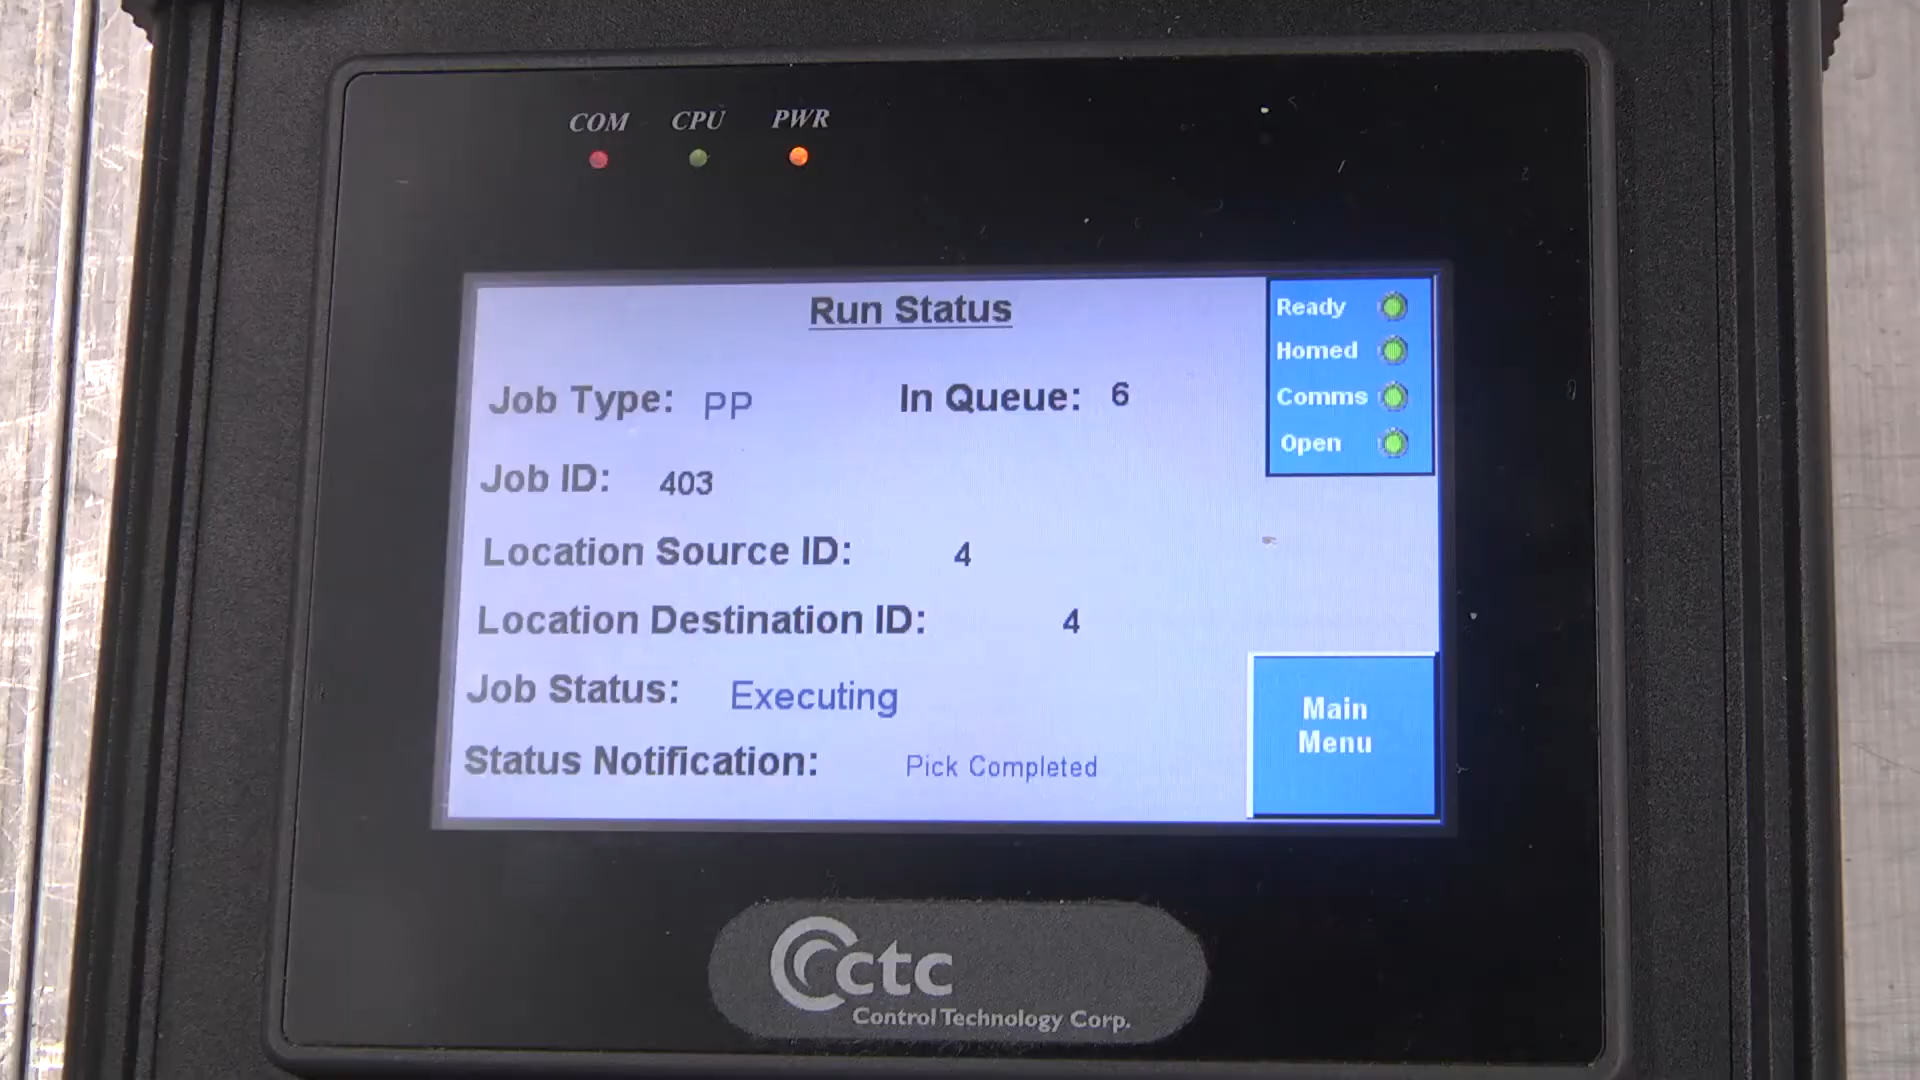 COM CPU PWR
Run Status
Ready
Homed
Comms
Open
Job Type: PP In Queue: 6
Job ID: 403
Location Source ID: 4
Location Destination ID: 4
Job Status: Executing
Status Notification: Pick Completed
Main
Menu
ctc
Control Technology Corp.